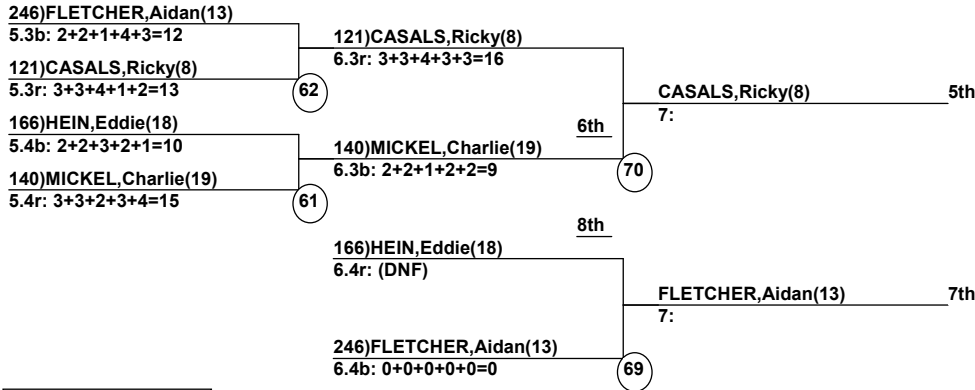 246)FLETCHER,Aidan(13)
5.3b: 2+2+1+4+3=12
121)CASALS,Ricky(8)
6.3r: 3+3+4+3+3=16
121)CASALS,Ricky(8)
5.3r: 3+3+4+1+2=13
62
CASALS,Ricky(8) 5th
7:
166)HEIN,Eddie(18)
5.4b: 2+2+3+2+1=10
6th
140)MICKEL,Charlie(19)
6.3b: 2+2+1+2+2=9
70
140)MICKEL,Charlie(19)
5.4r: 3+3+2+3+4=15
61
8th
166)HEIN,Eddie(18)
6.4r: (DNF)
FLETCHER,Aidan(13) 7th
7:
246)FLETCHER,Aidan(13)
6.4b: 0+0+0+0+0=0
69